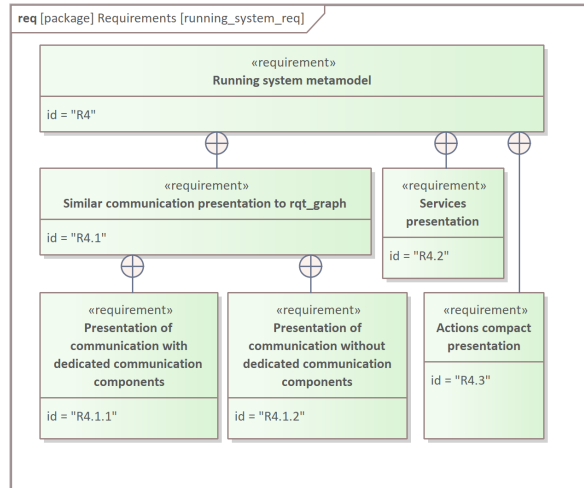 req [package] Requirements [running_system_req]
«requirement»
Running system metamodel
id = "R4"
«requirement»
Similar communication presentation to rqt_graph
id = "R4.1"
«requirement»
Services
presentation
id = "R4.2"
«requirement»
Presentation of
communication with
dedicated communication
components
id = "R4.1.1"
«requirement»
Presentation of
communication without
dedicated communication
components
id = "R4.1.2"
«requirement»
Actions compact
presentation
id = "R4.3"